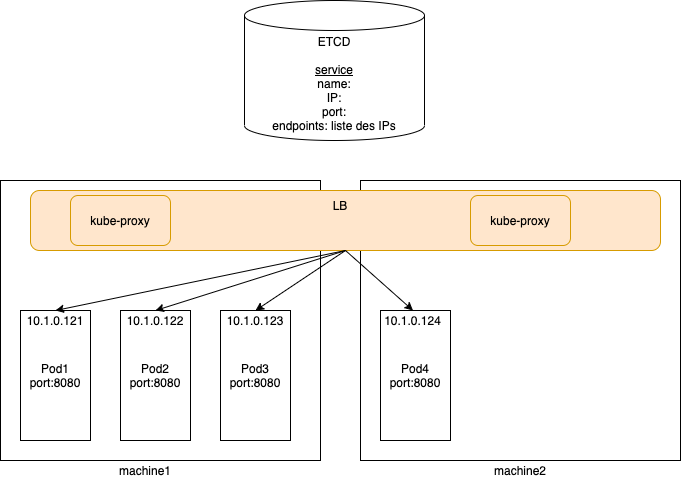 ETCD
service
name:
IP:
port:
endpoints: liste des IPs
LB
kube-proxy
kube-proxy
10.1.0.121
10.1.0.122
10.1.0.123
10.1.0.124
Pod1
port:8080
Pod2
port:8080
Pod3
port:8080
Pod4
port:8080
machine1
machine2